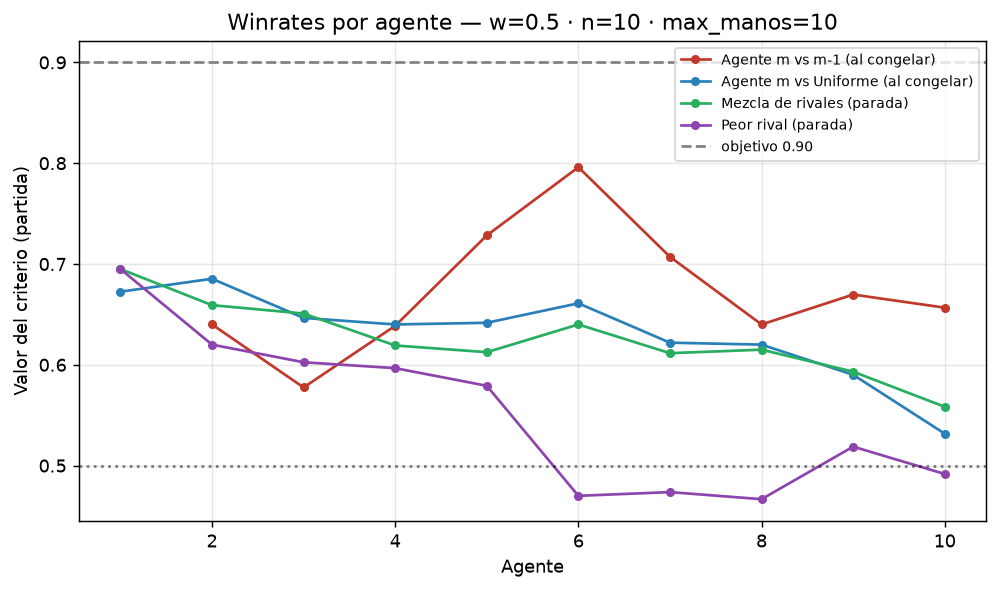 Winrates por agente — w=0.5 · n=10 · max_manos=10
Valor del criterio (partida)
0.9
0.8
0.7
0.6
0.5
Agente m vs m-1 (al congelar)
Agente m vs Uniforme (al congelar)
Mezcla de rivales (parada)
Peor rival (parada)
objetivo 0.90
2
4
6
8
10
Agente